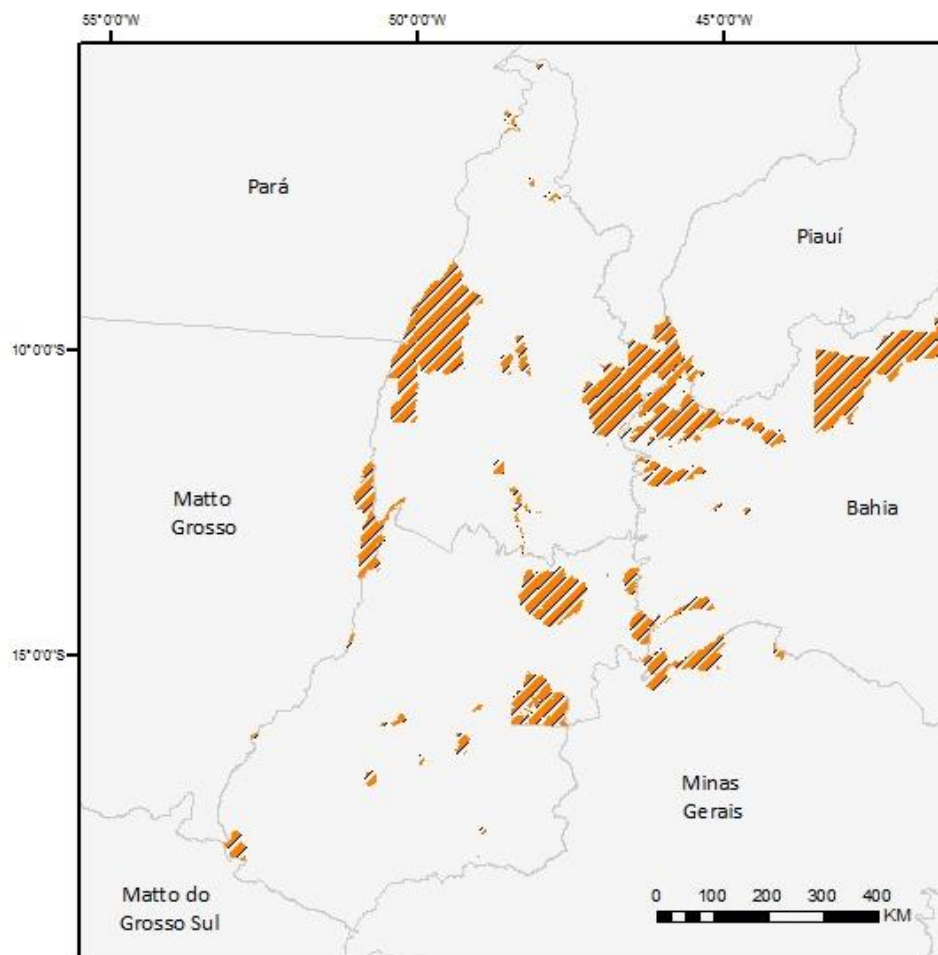 55°0'0"W 50°0'0"W 45°0'0"W
Pará
Piauí
10°0'0"S
Matto
Grosso
Bahia
15°0'0"S
Minas
Gerais
Matto do
Grosso Sul
0 100 200 300 400
KM